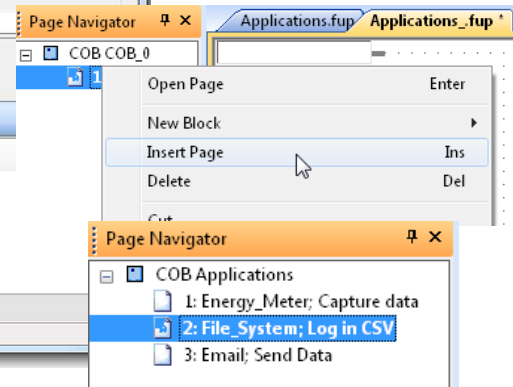 Page Navigator
Applications.fup
Applications_.fup *
COB COB_0
1
Open Page Enter
New Block
Insert Page Ins
Delete Del
Cut
Page Navigator
COB Applications
1: Energy_Meter; Capture data
2: File_System; Log in CSV
3: Email; Send Data